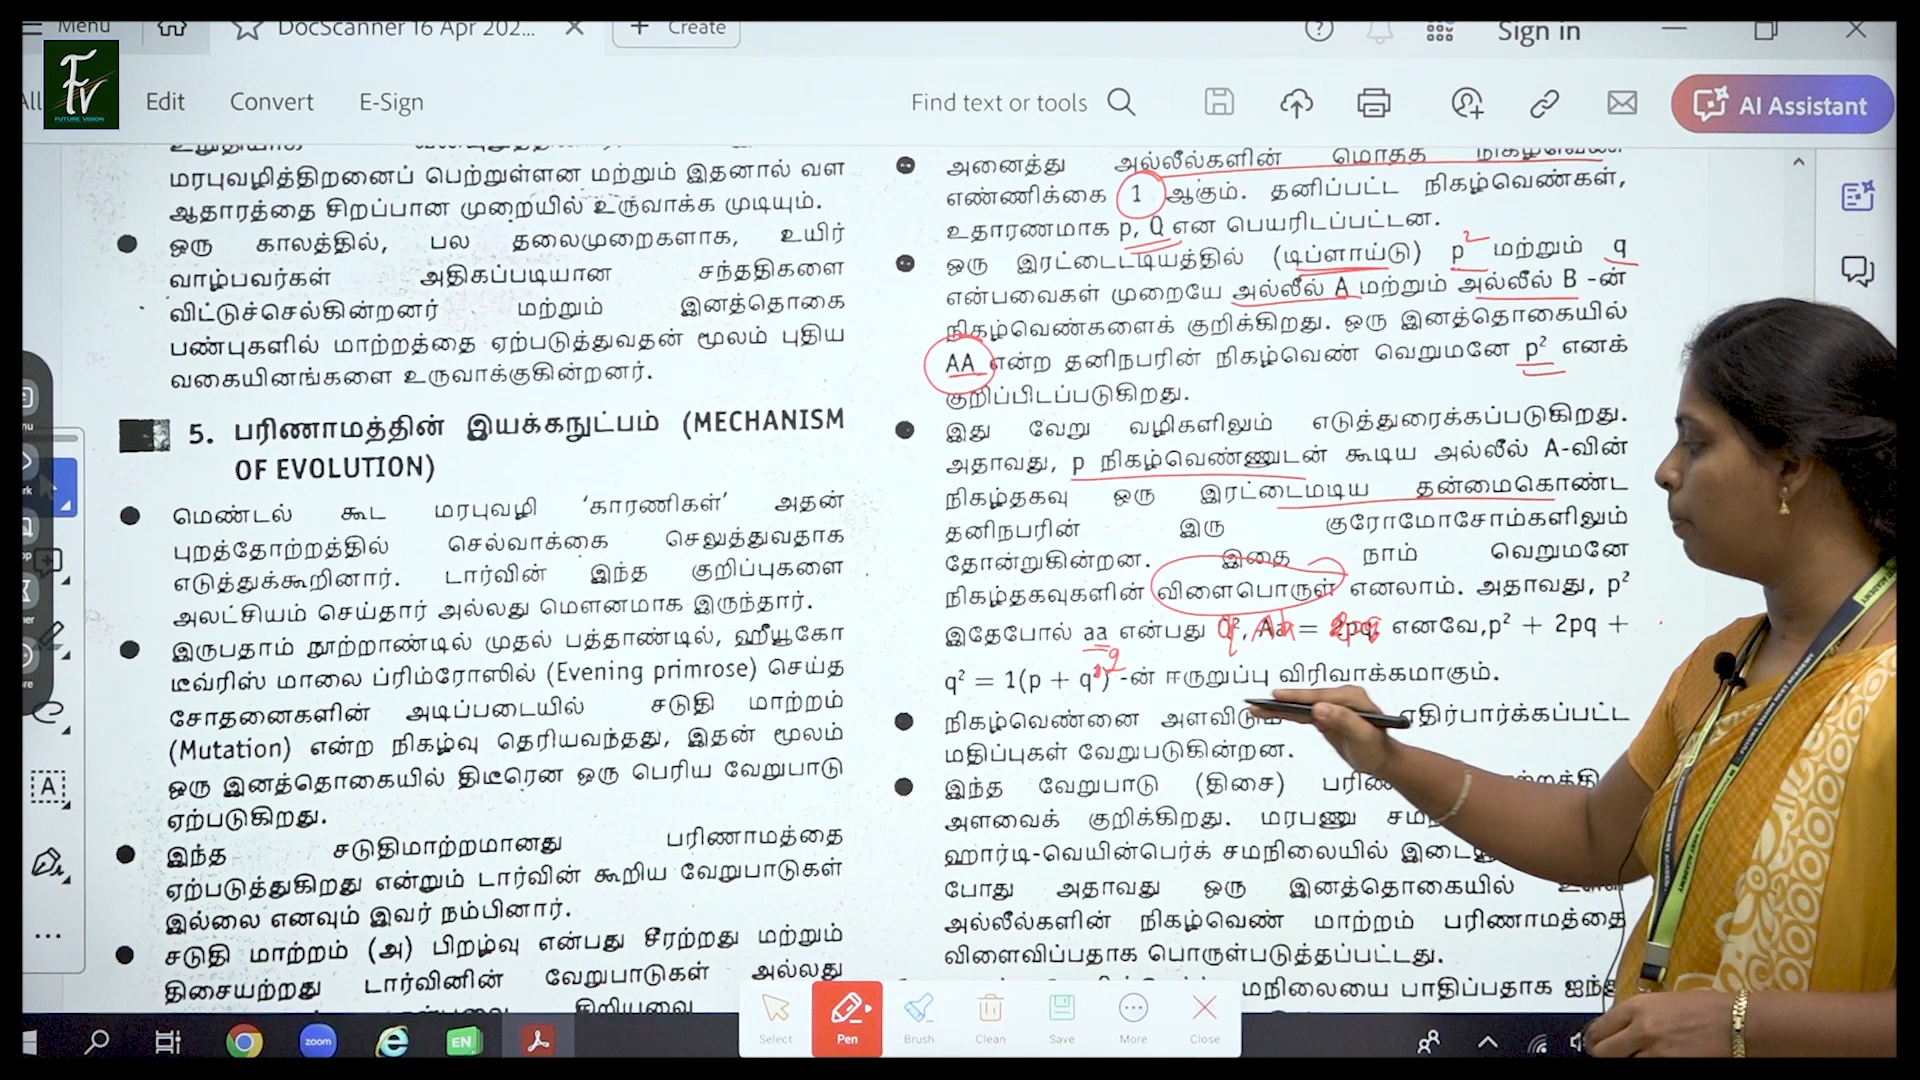 Menu
DocScanner 16 Apr 202...
Create
Sign in
FV
FUTURE VISION
All
Edit
Convert
E-Sign
Find text or tools
AI Assistant
மரபுவழித்திறனைப் பெற்றுள்ளன மற்றும் இதனால் வள
ஆதாரத்தை சிறப்பான முறையில் உருவாக்க முடியும்.
ஒரு காலத்தில், பல தலைமுறைகளாக, உயிர்
வாழ்பவர்கள் அதிகப்படியான சந்ததிகளை
விட்டுச்செல்கின்றனர் மற்றும் இனத்தொகை
பண்புகளில் மாற்றத்தை ஏற்படுத்துவதன் மூலம் புதிய
வகையினங்களை உருவாக்குகின்றனர்.
5. பரிணாமத்தின் இயக்கநுட்பம் (MECHANISM
OF EVOLUTION)
மெண்டல் கூட மரபுவழி ‘காரணிகள்’ அதன்
புறத்தோற்றத்தில் செல்வாக்கை செலுத்துவதாக
எடுத்துக்கூறினார். டார்வின் இந்த குறிப்புகளை
அலட்சியம் செய்தார் அல்லது மௌனமாக இருந்தார்.
இருபதாம் நூற்றாண்டில் முதல் பத்தாண்டில், ஹியூகோ
டீவ்ரிஸ் மாலை ப்ரிம்ரோஸில் (Evening primrose) செய்த
சோதனைகளின் அடிப்படையில் சடுதி மாற்றம்
(Mutation) என்ற நிகழ்வு தெரியவந்தது, இதன் மூலம்
ஒரு இனத்தொகையில் திடீரென ஒரு பெரிய வேறுபாடு
ஏற்படுகிறது.
இந்த சடுதிமாற்றமானது பரிணாமத்தை
ஏற்படுத்துகிறது என்றும் டார்வின் கூறிய வேறுபாடுகள்
இல்லை எனவும் இவர் நம்பினார்.
சடுதி மாற்றம் (அ) பிறழ்வு என்பது சீரற்றது மற்றும்
திசையற்றது டார்வினின் வேறுபாடுகள் அல்லது
சிறியவை
அனைத்து அல்லீல்களின் மொத்த நிகழ்வெண்
எண்ணிக்கை 1 ஆகும். தனிப்பட்ட நிகழ்வெண்கள்,
உதாரணமாக p, Q என பெயரிடப்பட்டன.
ஒரு இரட்டைடடியத்தில் (டிப்ளாய்டு) p² மற்றும் q
என்பவைகள் முறையே அல்லீல் A மற்றும் அல்லீல் B -ன்
நிகழ்வெண்களைக் குறிக்கிறது. ஒரு இனத்தொகையில்
AA என்ற தனிநபரின் நிகழ்வெண் வெறுமனே p² எனக்
குறிப்பிடப்படுகிறது.
இது வேறு வழிகளிலும் எடுத்துரைக்கப்படுகிறது.
அதாவது, p நிகழ்வெண்ணுடன் கூடிய அல்லீல் A-வின்
நிகழ்தகவு ஒரு இரட்டைமடிய தன்மைகொண்ட
தனிநபரின் இரு குரோமோசோம்களிலும்
தோன்றுகின்றன. இதை நாம் வெறுமனே
நிகழ்தகவுகளின் விளைபொருள் எனலாம். அதாவது, p²
இதேபோல் aa என்பது q², Aa = 2pq எனவே,p² + 2pq +
q² = 1(p + q)² -ன் ஈருறுப்பு விரிவாக்கமாகும்.
நிகழ்வெண்னை அளவிடும் எதிர்பார்க்கப்பட்ட
மதிப்புகள் வேறுபடுகின்றன.
இந்த வேறுபாடு (திசை)
அளவைக் குறிக்கிறது. மரபணு
ஹார்டி-வெயின்பெர்க் சமநிலையில்
போது அதாவது ஒரு இனத்தொகையில்
அல்லீல்களின் நிகழ்வெண் மாற்றம் பரிணாமத்தை
விளைவிப்பதாக பொருள்படுத்தப்பட்டது.
மநிலையை பாதிப்பதாக ஐந்து
Select
Pen
Brush
Clean
Save
More
Close
zoom
EN